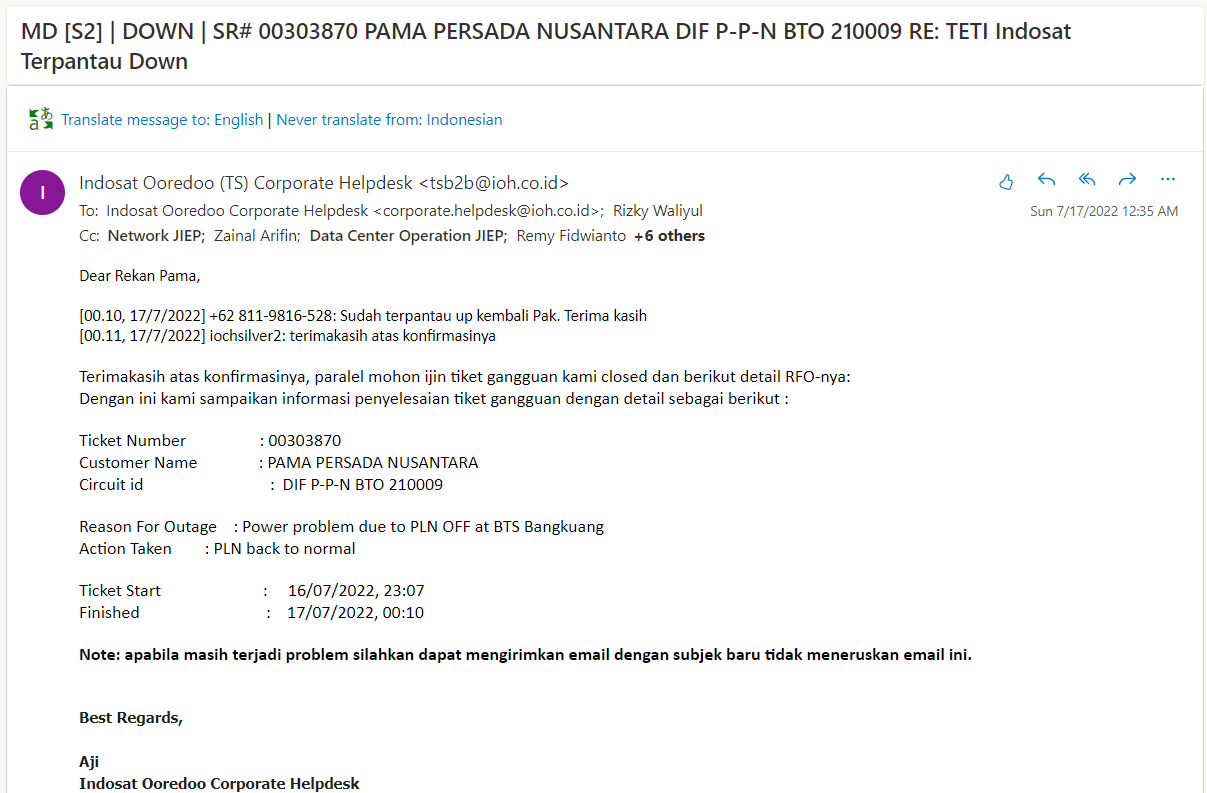 MD [S2] | DOWN | SR# 00303870 PAMA PERSADA NUSANTARA DIF P-P-N BTO 210009 RE: TETI Indosat
Terpantau Down
Translate message to: English | Never translate from: Indonesian
I
Indosat Ooredoo (TS) Corporate Helpdesk <tsb2b@ioh.co.id>
To: Indosat Ooredoo Corporate Helpdesk <corporate.helpdesk@ioh.co.id>; Rizky Waliyul
Sun 7/17/2022 12:35 AM
Cc: Network JIEP; Zainal Arifin; Data Center Operation JIEP; Remy Fidwianto +6 others
Dear Rekan Pama,
[00.10, 17/7/2022] +62 811-9816-528: Sudah terpantau up kembali Pak. Terima kasih
[00.11, 17/7/2022] iochsilver2: terimakasih atas konfirmasinya
Terimakasih atas konfirmasinya, paralel mohon ijin tiket gangguan kami closed dan berikut detail RFO-nya:
Dengan ini kami sampaikan informasi penyelesaian tiket gangguan dengan detail sebagai berikut :
Ticket Number : 00303870
Customer Name : PAMA PERSADA NUSANTARA
Circuit id : DIF P-P-N BTO 210009
Reason For Outage : Power problem due to PLN OFF at BTS Bangkuang
Action Taken : PLN back to normal
Ticket Start : 16/07/2022, 23:07
Finished : 17/07/2022, 00:10
Note: apabila masih terjadi problem silahkan dapat mengirimkan email dengan subjek baru tidak meneruskan email ini.
Best Regards,
Aji
Indosat Ooredoo Corporate Helpdesk